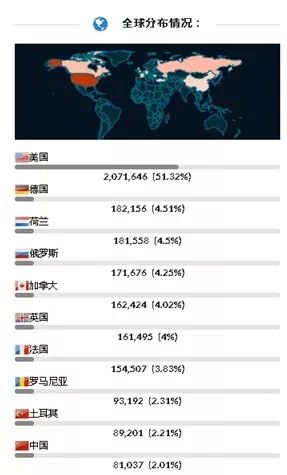 全球分布情况：
美国
2,071,646 (51.32%)
德国
182,156 (4.51%)
荷兰
181,558 (4.5%)
俄罗斯
171,676 (4.25%)
加拿大
162,424 (4.02%)
英国
161,495 (4%)
法国
154,507 (3.83%)
罗马尼亚
93,192 (2.31%)
土耳其
89,201 (2.21%)
中国
81,037 (2.01%)